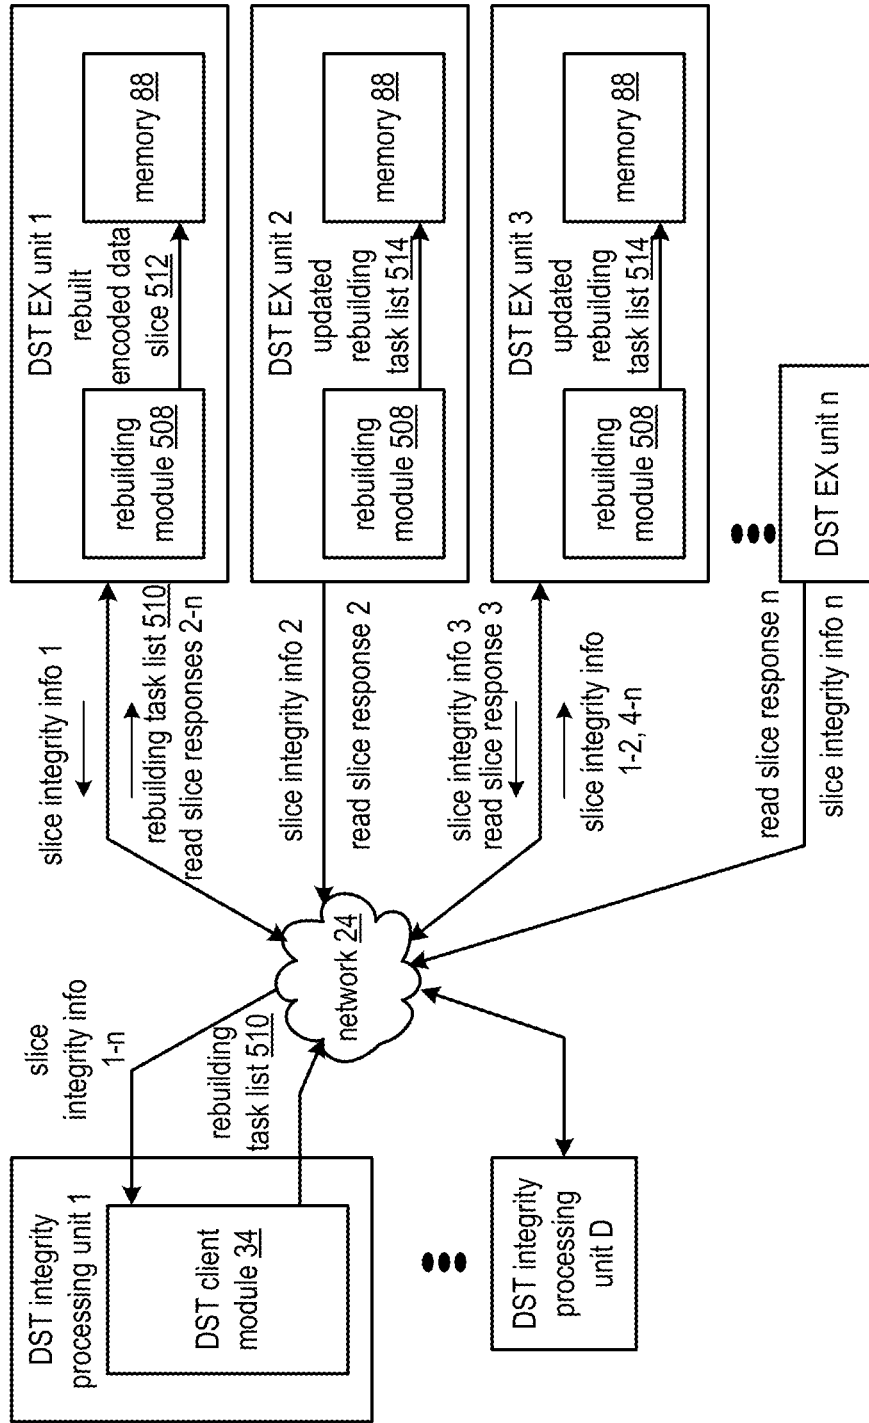 DST integrity
processing unit 1
DST client
module 34
slice
integrity info
1-n
rebuilding
task list 510
network 24
DST integrity
processing
unit D
slice integrity info 1
rebuilding task list 510
read slice responses 2-n
DST EX unit 1
rebuilding
module 508
rebuilt
encoded data
slice 512
memory 88
slice integrity info 2
read slice response 2
DST EX unit 2
rebuilding
module 508
updated
rebuilding
task list 514
memory 88
slice integrity info 3
read slice response 3
slice integrity info
1-2, 4-n
DST EX unit 3
rebuilding
module 508
updated
rebuilding
task list 514
memory 88
read slice response n
slice integrity info n
DST EX unit n